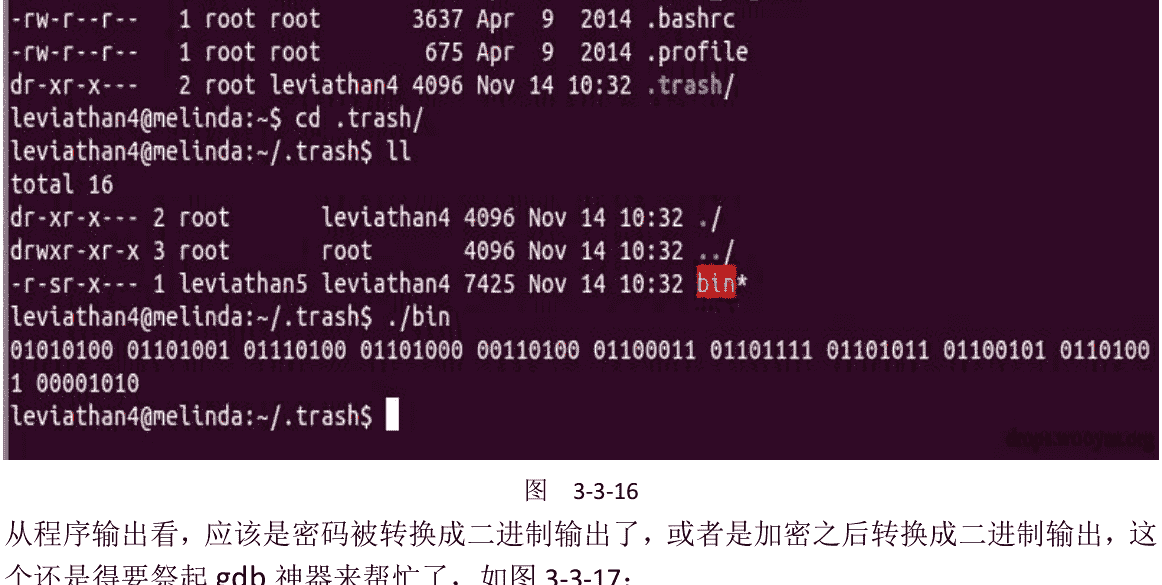 -rw-r--r-- 1 root root 3637 Apr 9 2014 .bashrc
-rw-r--r-- 1 root root 675 Apr 9 2014 .profile
dr-xr-x--- 2 root leviathan4 4096 Nov 14 10:32 .trash/
leviathan4@melinda:~$ cd .trash/
leviathan4@melinda:~/.trash$ ll
total 16
dr-xr-x--- 2 root leviathan4 4096 Nov 14 10:32 ./
drwxr-xr-x 3 root root 4096 Nov 14 10:32 ../
-r-sr-x--- 1 leviathan5 leviathan4 7425 Nov 14 10:32 bin*
leviathan4@melinda:~/.trash$ ./bin
01010100 01101001 01110100 01101000 00110100 01100011 01101111 01101011 01100101 0110100
1 00001010
leviathan4@melinda:~/.trash$
图 3-3-16
从程序输出看，应该是密码被转换成二进制输出了，或者是加密之后转换成二进制输出，这
个还是得要祭起 gdb 神器来帮忙了，如图 3-3-17：